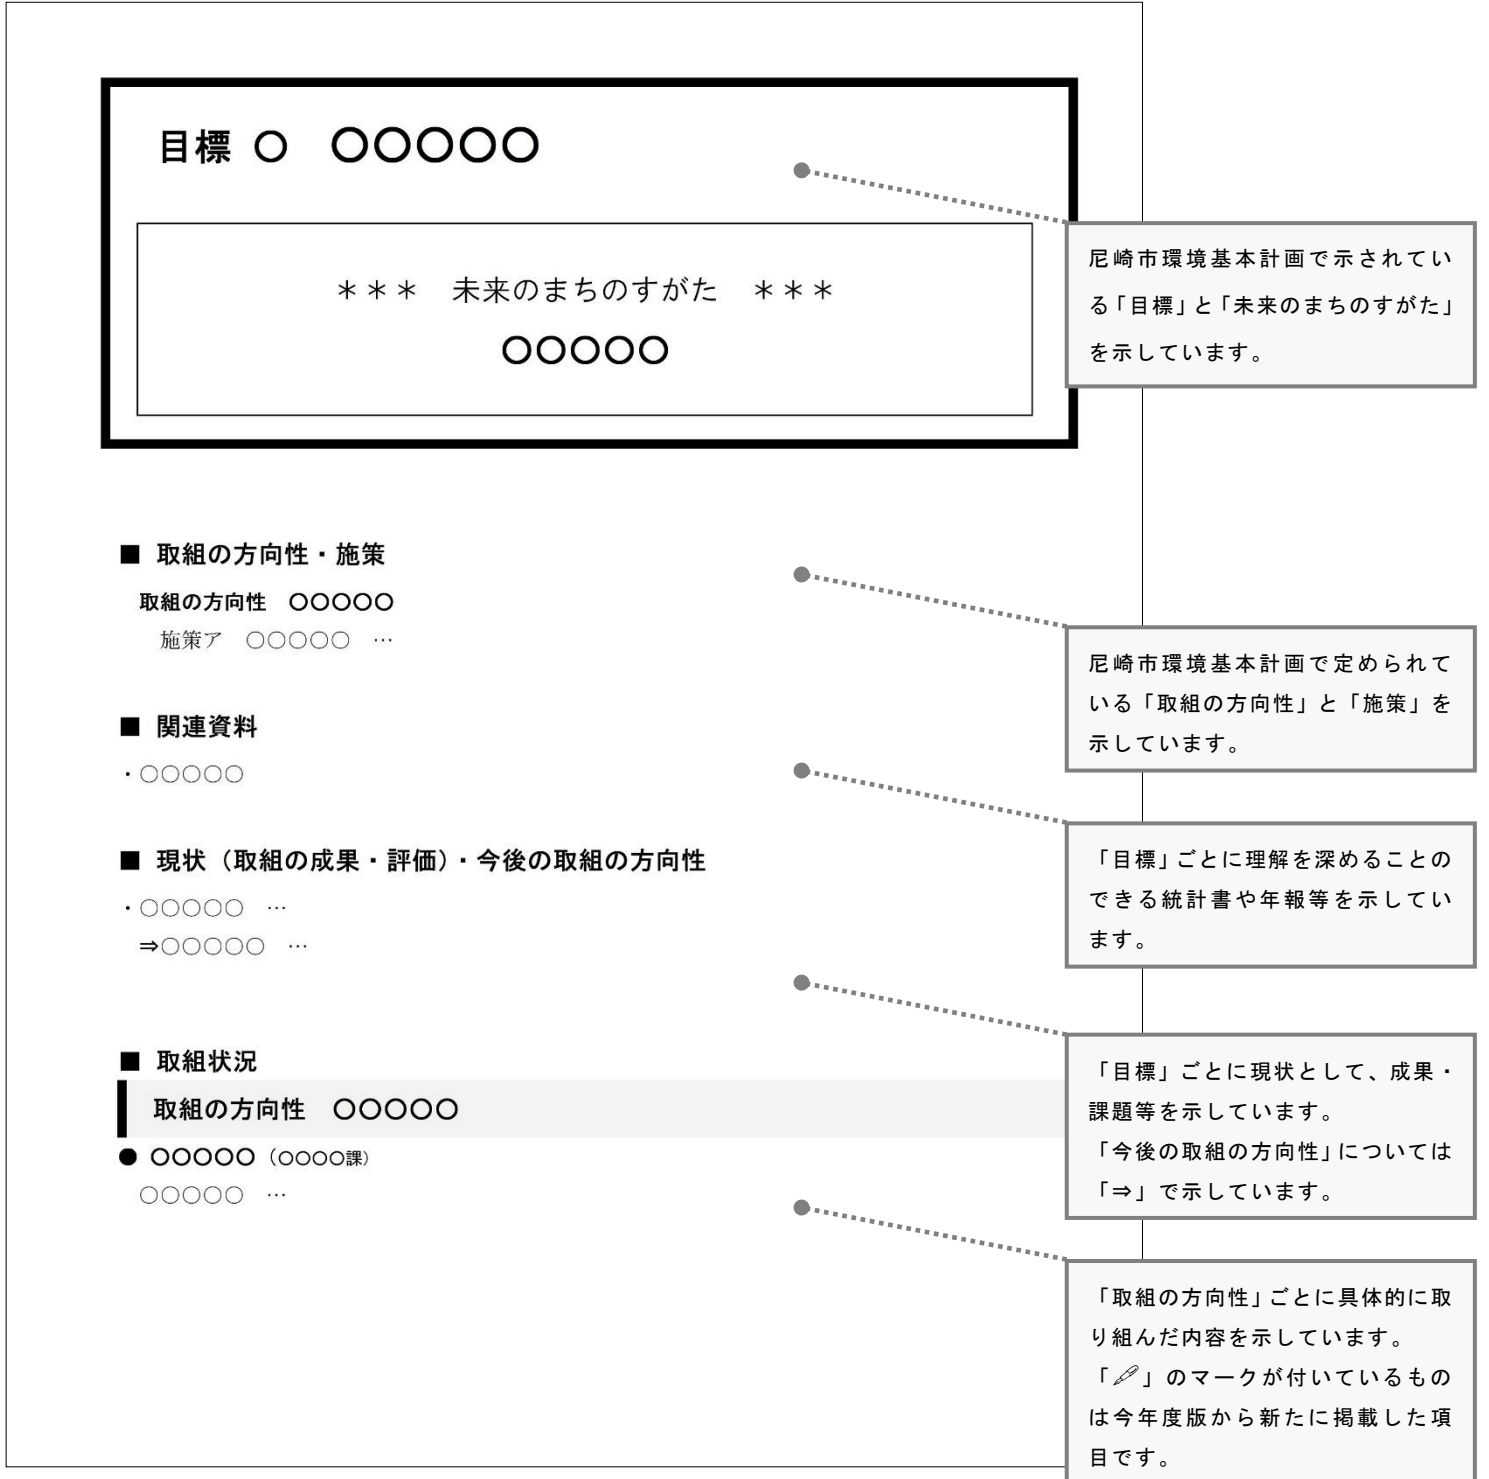 目標 ○ ○○○○○
＊＊＊ 未来のまちのすがた ＊＊＊
○○○○○
尼崎市環境基本計画で示されてい
る「目標」と「未来のまちのすがた」
を示しています。
■ 取組の方向性・施策
取組の方向性 ○○○○○
施策ア ○○○○○ …
尼崎市環境基本計画で定められて
いる「取組の方向性」と「施策」を
示しています。
■ 関連資料
・○○○○○
「目標」ごとに理解を深めることの
できる統計書や年報等を示してい
ます。
■ 現状（取組の成果・評価）・今後の取組の方向性
・○○○○○ …
⇒○○○○○ …
「目標」ごとに現状として、成果・
課題等を示しています。
「今後の取組の方向性」については
「⇒」で示しています。
■ 取組状況
取組の方向性 ○○○○○
● ○○○○○（○○○○課）
○○○○○ …
「取組の方向性」ごとに具体的に取
り組んだ内容を示しています。
「🖊」のマークが付いているもの
は今年度版から新たに掲載した項
目です。